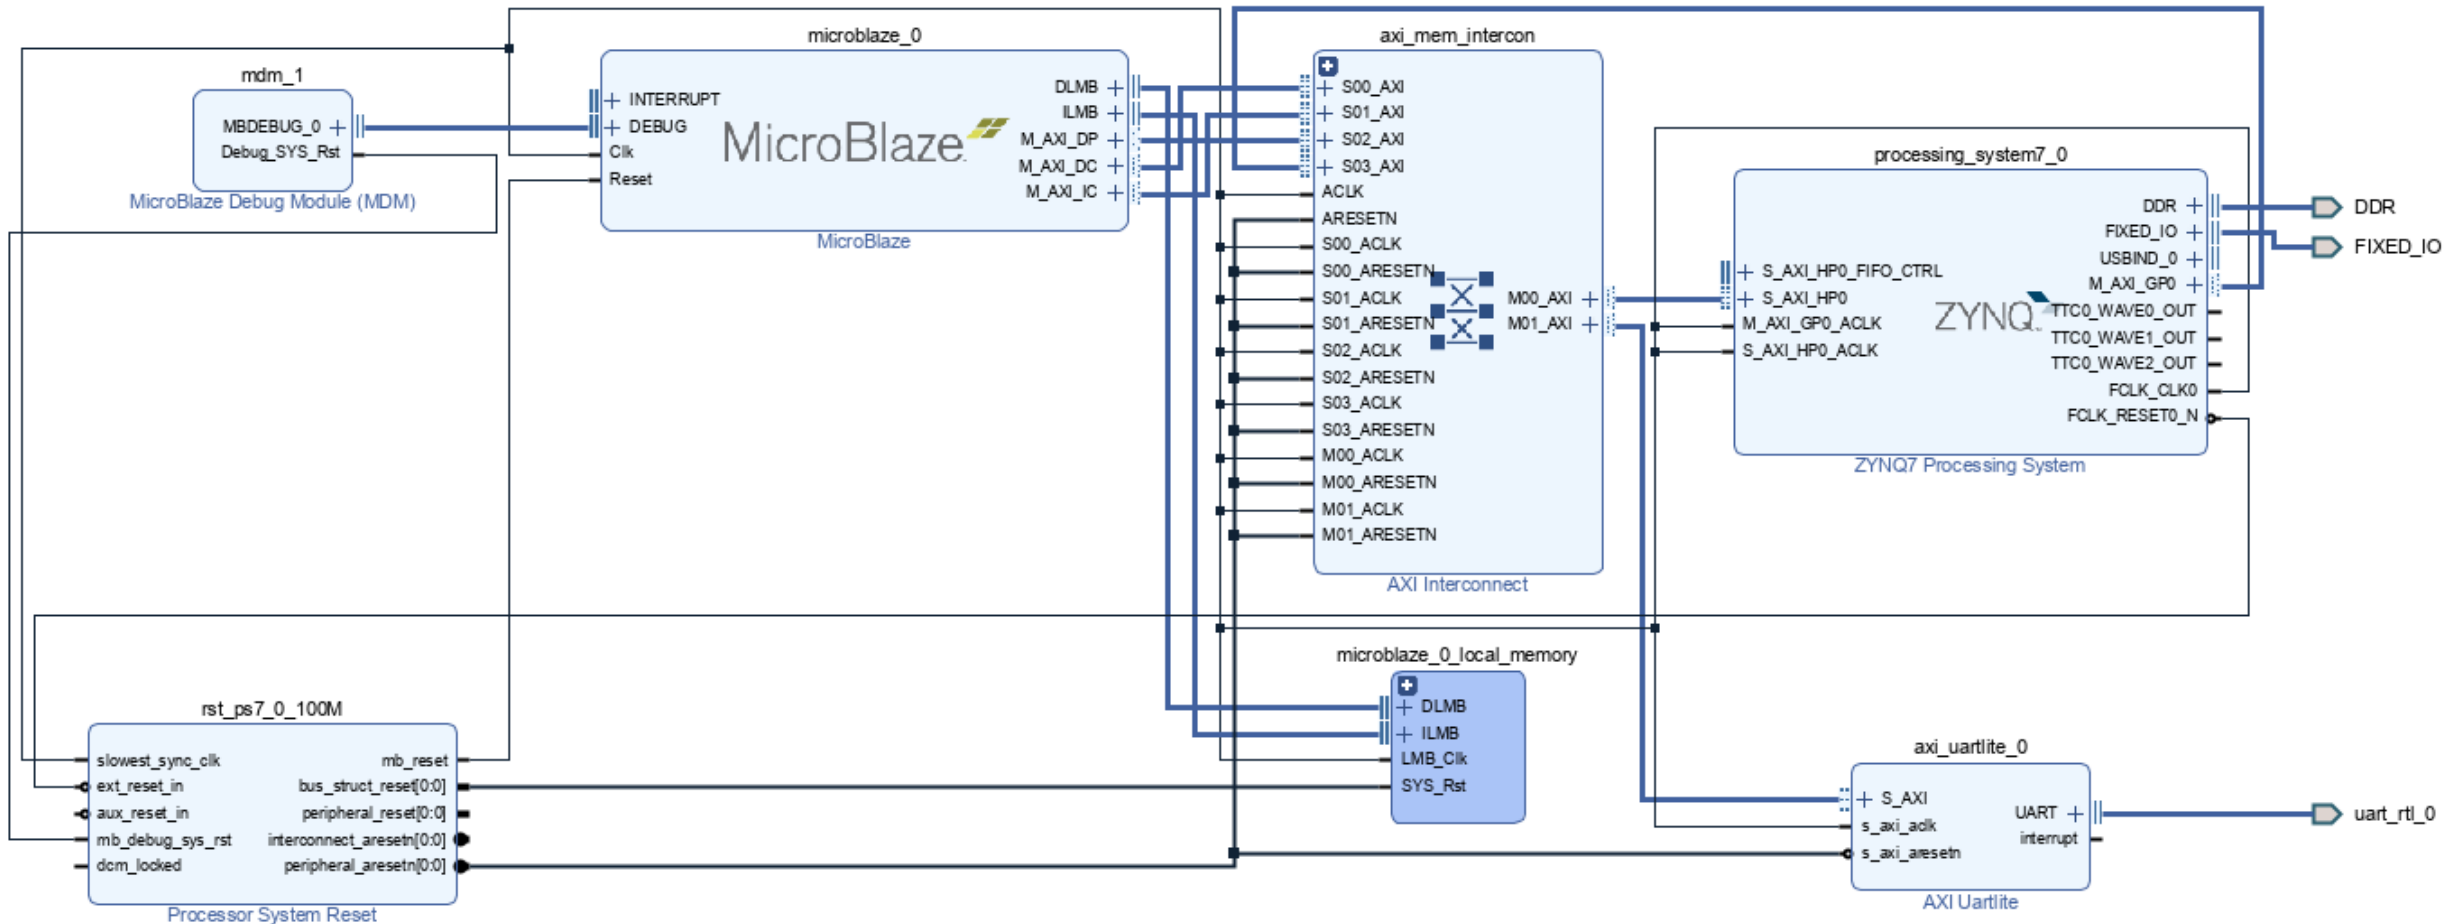 mdm_1
MBDEBUG_0
Debug_SYS_Rst
MicroBlaze Debug Module (MDM)
microblaze_0
INTERRUPT
DEBUG
Clk
Reset
MicroBlaze
DLMB
ILMB
M_AXI_DP
M_AXI_DC
M_AXI_IC
MicroBlaze
axi_mem_intercon
S00_AXI
S01_AXI
S02_AXI
S03_AXI
ACLK
ARESETN
S00_ACLK
S00_ARESETN
S01_ACLK
S01_ARESETN
S02_ACLK
S02_ARESETN
S03_ACLK
S03_ARESETN
M00_ACLK
M00_ARESETN
M01_ACLK
M01_ARESETN
M00_AXI
M01_AXI
AXI Interconnect
processing_system7_0
S_AXI_HP0_FIFO_CTRL
S_AXI_HP0
M_AXI_GP0_ACLK
S_AXI_HP0_ACLK
ZYNQ
DDR
FIXED_IO
USBIND_0
M_AXI_GP0
TTC0_WAVE0_OUT
TTC0_WAVE1_OUT
TTC0_WAVE2_OUT
FCLK_CLK0
FCLK_RESET0_N
ZYNQ7 Processing System
DDR
FIXED_IO
rst_ps7_0_100M
slowest_sync_clk
ext_reset_in
aux_reset_in
mb_debug_sys_rst
dcm_locked
mb_reset
bus_struct_reset[0:0]
peripheral_reset[0:0]
interconnect_aresetn[0:0]
peripheral_aresetn[0:0]
Processor System Reset
microblaze_0_local_memory
DLMB
ILMB
LMB_Clk
SYS_Rst
axi_uartlite_0
S_AXI
s_axi_aclk
s_axi_aresetn
UART
interrupt
AXI Uartlite
uart_rtl_0